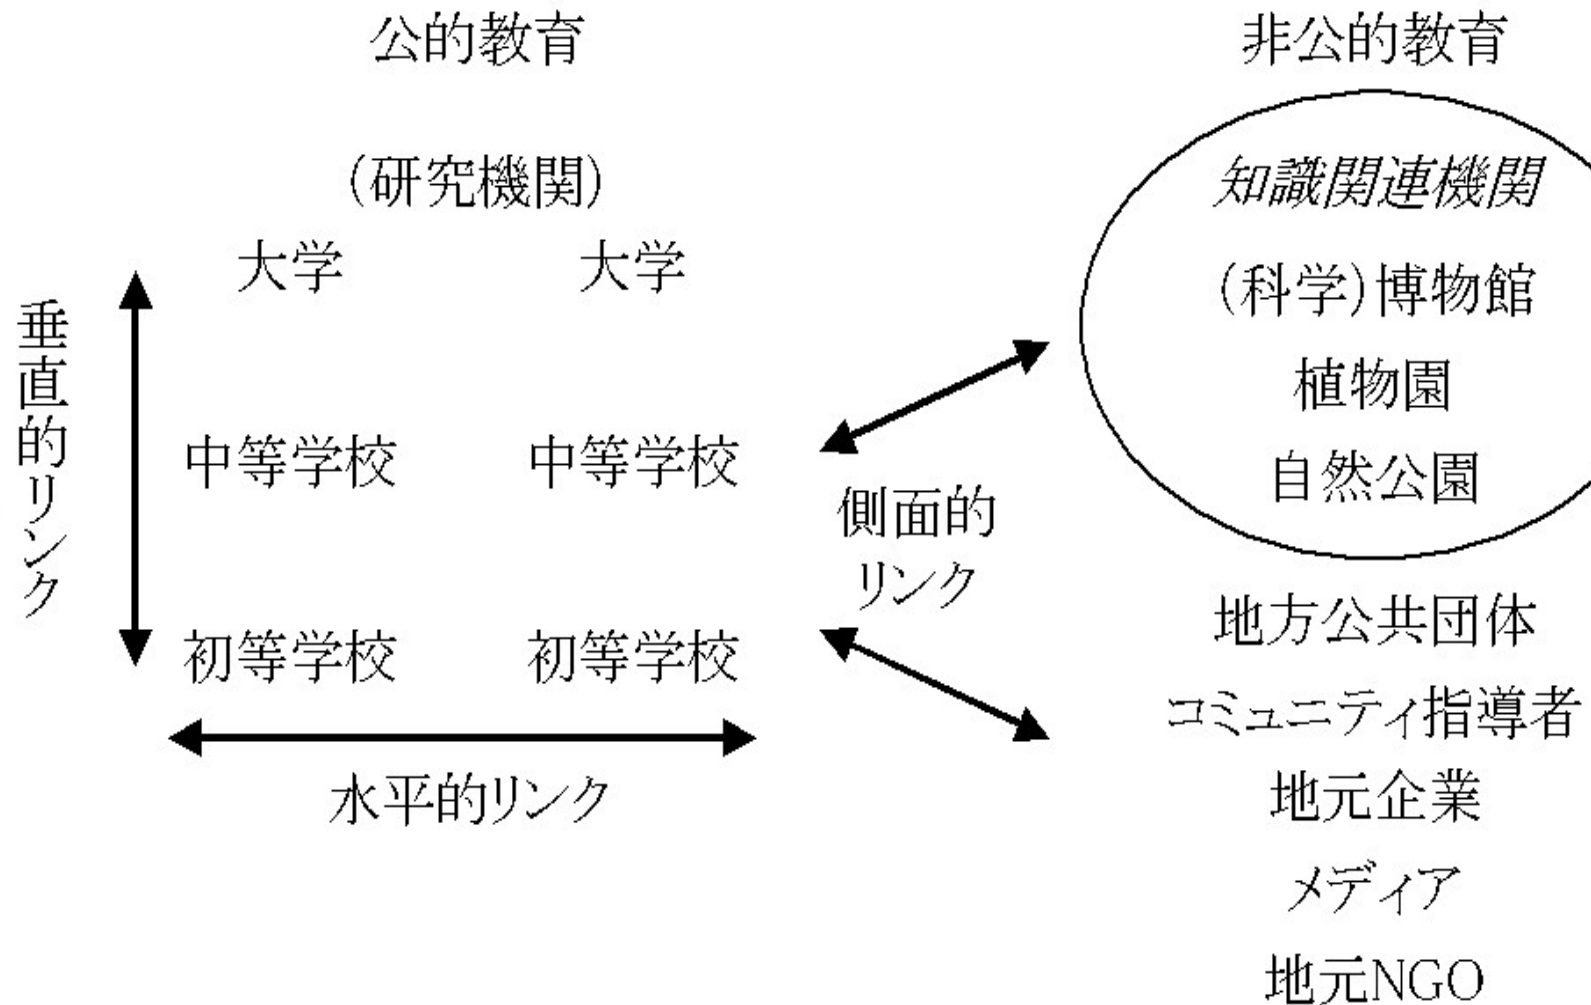 公的教育
非公的教育
(研究機関)
大学
大学
中等学校
中等学校
初等学校
初等学校
垂直的リンク
水平的リンク
側面的
リンク
知識関連機関
(科学)博物館
植物園
自然公園
地方公共団体
コミュニティ指導者
地元企業
メディア
地元NGO